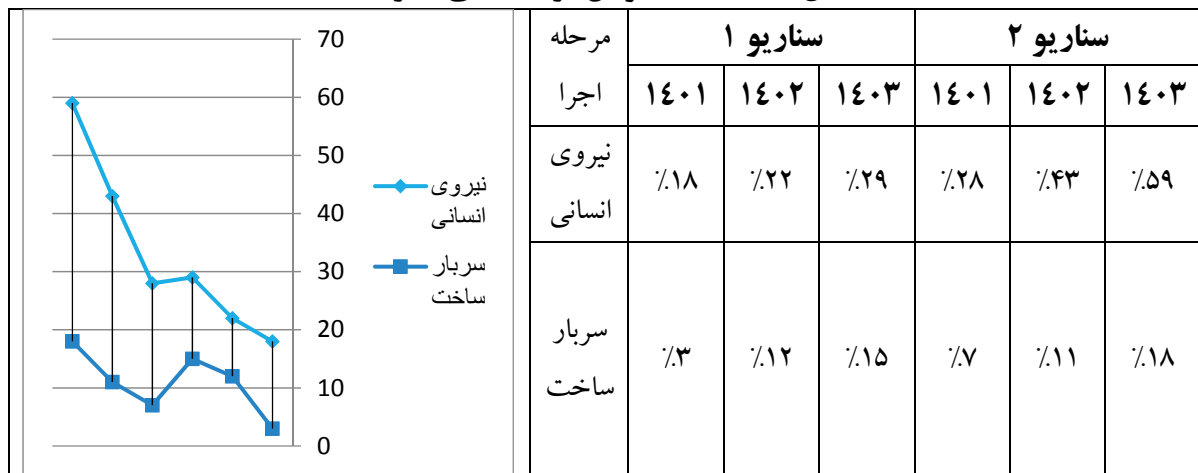 70
60
50
40
30
20
10
0
نیروی
انسانی
سربار
ساخت
مرحله
اجرا
سناریو ۱
سناریو ۲
۱۴۰۱ ۱۴۰۲ ۱۴۰۳ ۱۴۰۱ ۱۴۰۲ ۱۴۰۳
نیروی
انسانی
٪۱۸ ٪۲۲ ٪۲۹ ٪۲۸ ٪۴۳ ٪۵۹
سربار
ساخت
٪۳ ٪۱۲ ٪۱۵ ٪۷ ٪۱۱ ٪۱۸